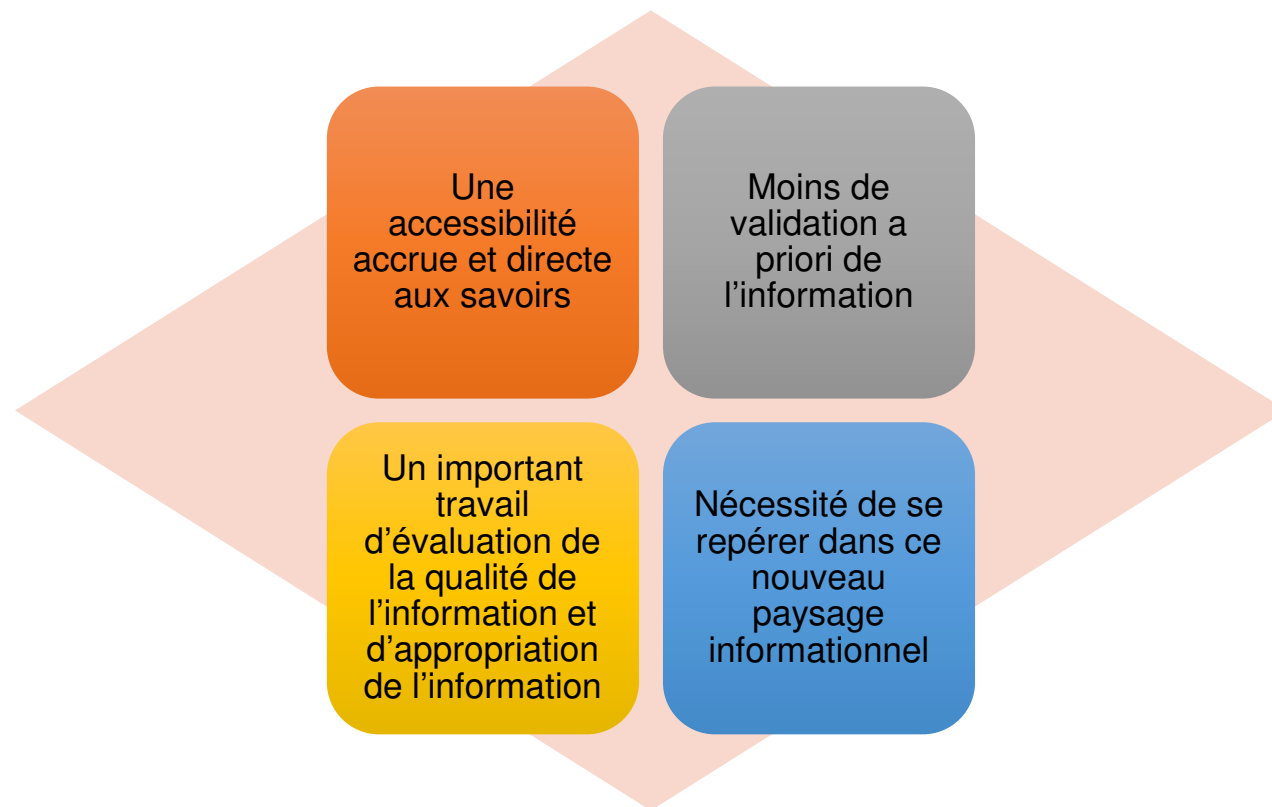 Une
accessibilité
accrue et directe
aux savoirs
Moins de
validation a
priori de
l’information
Un important
travail
d’évaluation de
la qualité de
l’information et
d’appropriation
de l’information
Nécessité de se
repérer dans ce
nouveau
paysage
informationnel